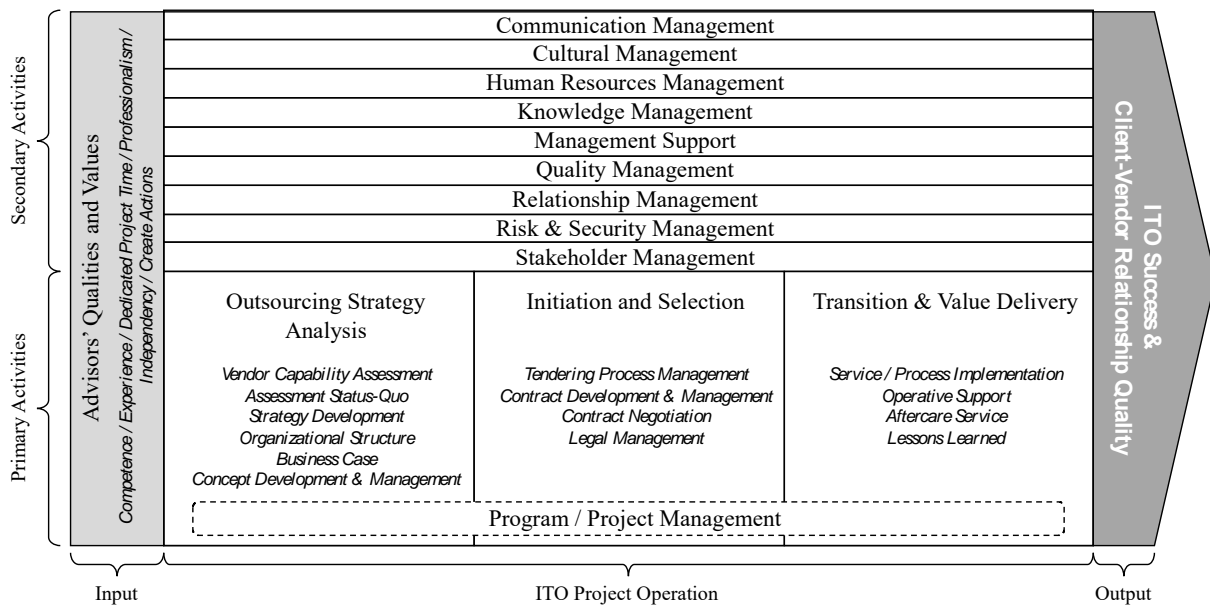 Secondary Activities
Primary Activities
Advisors' Qualities and Values
Competence / Experience / Dedicated Project Time / Professionalism /
Independency / Create Actions
Communication Management
Cultural Management
Human Resources Management
Knowledge Management
Management Support
Quality Management
Relationship Management
Risk & Security Management
Stakeholder Management
Outsourcing Strategy
Analysis
Vendor Capability Assessment
Assessment Status-Quo
Strategy Development
Organizational Structure
Business Case
Concept Development & Management
Initiation and Selection
Tendering Process Management
Contract Development & Management
Contract Negotiation
Legal Management
Transition & Value Delivery
Service / Process Implementation
Operative Support
Aftercare Service
Lessons Learned
Program / Project Management
ITO Success &
Client-Vendor Relationship Quality
Input
ITO Project Operation
Output